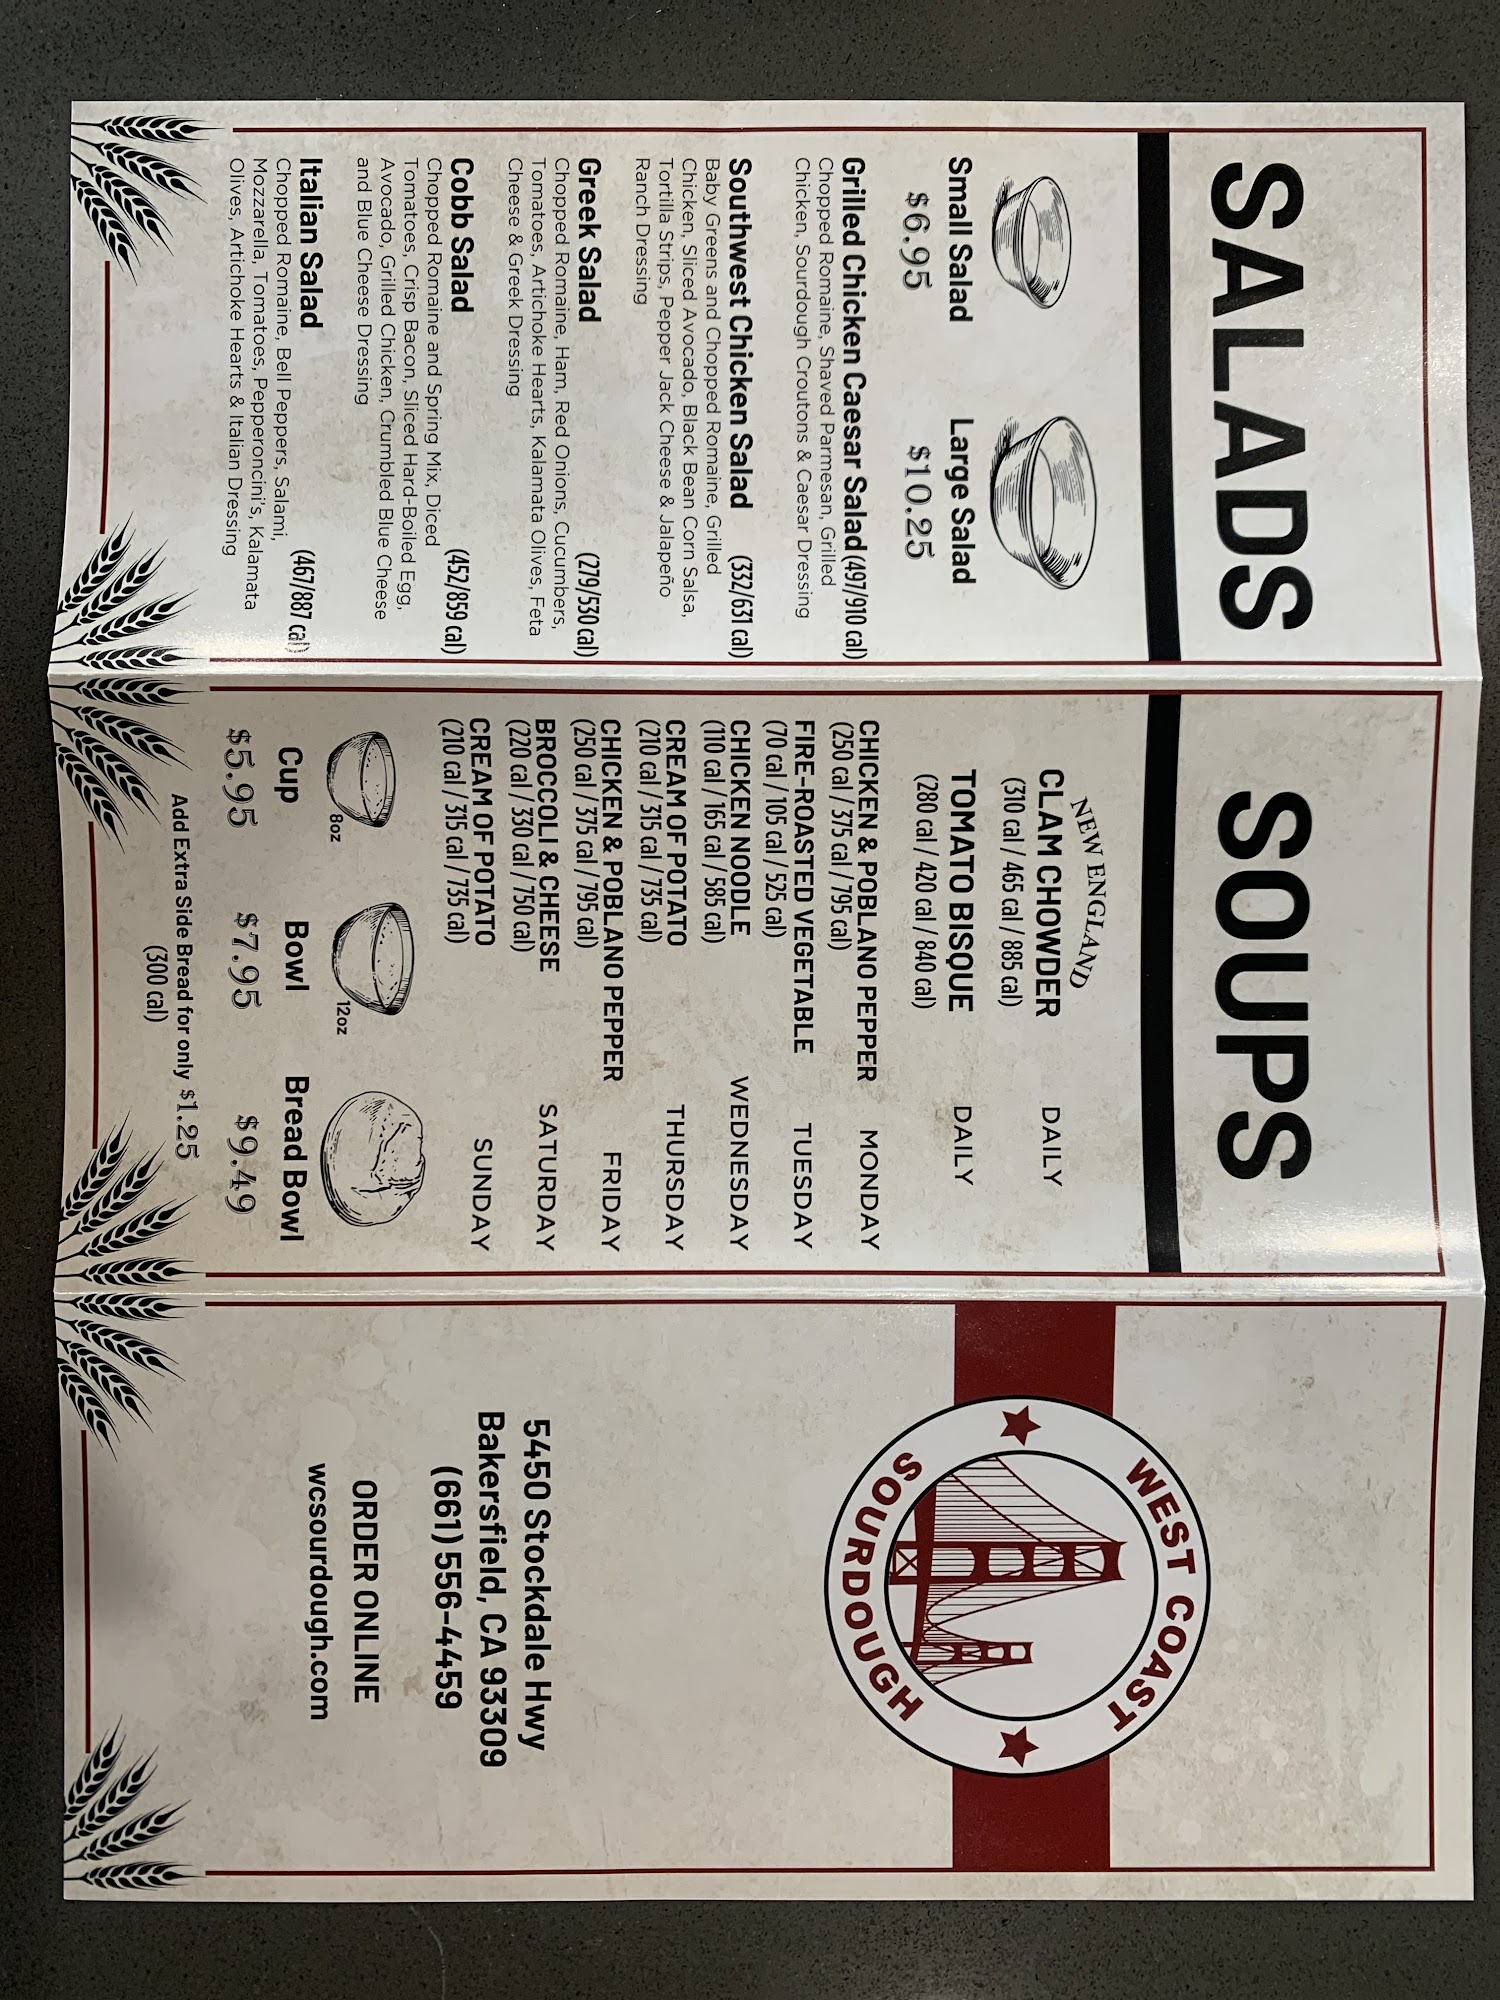 SALADS
Small Salad
$6.95
Large Salad
$10.25
Grilled Chicken Caesar Salad (497/910 cal)
Chopped Romaine, Shaved Parmesan, Grilled
Chicken, Sourdough Croutons & Caesar Dressing
Southwest Chicken Salad (332/631 cal)
Baby Greens and Chopped Romaine, Grilled
Chicken, Sliced Avocado, Black Bean Corn Salsa,
Tortilla Strips, Pepper Jack Cheese & Jalapeño
Ranch Dressing
Greek Salad (279/530 cal)
Chopped Romaine, Ham, Red Onions, Cucumbers,
Tomatoes, Artichoke Hearts, Kalamata Olives, Feta
Cheese & Greek Dressing
Cobb Salad (452/859 cal)
Chopped Romaine and Spring Mix, Diced
Tomatoes, Crisp Bacon, Sliced Hard-Boiled Egg,
Avocado, Grilled Chicken, Crumbled Blue Cheese
and Blue Cheese Dressing
Italian Salad (467/887 cal)
Chopped Romaine, Bell Peppers, Salami,
Mozzarella, Tomatoes, Pepperoncini's, Kalamata
Olives, Artichoke Hearts & Italian Dressing
SOUPS
NEW ENGLAND
CLAM CHOWDER DAILY
(310 cal / 465 cal / 885 cal)
TOMATO BISQUE DAILY
(280 cal / 420 cal / 840 cal)
CHICKEN & POBLANO PEPPER MONDAY
(250 cal / 375 cal / 795 cal)
FIRE-ROASTED VEGETABLE TUESDAY
(70 cal / 105 cal / 525 cal)
CHICKEN NOODLE WEDNESDAY
(110 cal / 165 cal / 585 cal)
CREAM OF POTATO THURSDAY
(210 cal / 315 cal / 735 cal)
CHICKEN & POBLANO PEPPER FRIDAY
(250 cal / 375 cal / 795 cal)
BROCCOLI & CHEESE SATURDAY
(220 cal / 330 cal / 750 cal)
CREAM OF POTATO SUNDAY
(210 cal / 315 cal / 735 cal)
8oz
12oz
Cup
$5.95
Bowl
$7.95
Bread Bowl
$9.49
Add Extra Side Bread for only $1.25
(300 cal)
WEST COAST
SOURDOUGH
5450 Stockdale Hwy
Bakersfield, CA 93309
(661) 556-4459
ORDER ONLINE
wcsourdough.com